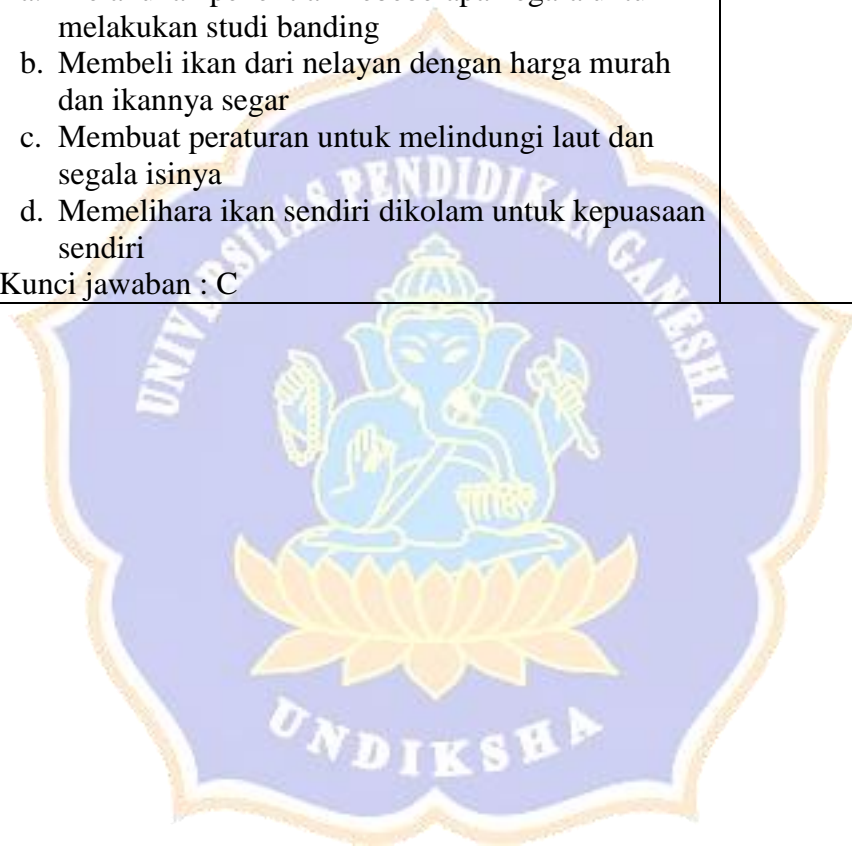 melakukan studi banding
b. Membeli ikan dari nelayan dengan harga murah
dan ikannya segar
c. Membuat peraturan untuk melindungi laut dan
segala isinya
d. Memelihara ikan sendiri dikolam untuk kepuasaan
sendiri
Kunci jawaban : C
UNIVERSITAS PENDIDIKAN GANESHA
UNDIKSHA